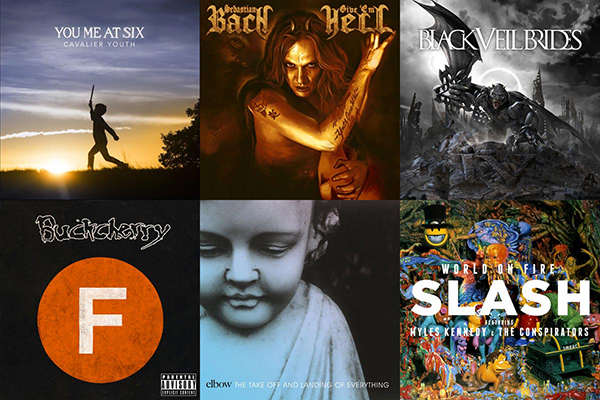 YOU ME AT SIX
CAVALIER YOUTH
Sebastian
Bach
Give 'Em
Hell
BLACK VEIL BRIDES
Buckcherry
F
PARENTAL
ADVISORY
EXPLICIT CONTENT
elbow THE TAKE OFF AND LANDING OF EVERYTHING
WORLD ON FIRE
SLASH
FEATURING
MYLES KENNEDY & THE CONSPIRATORS